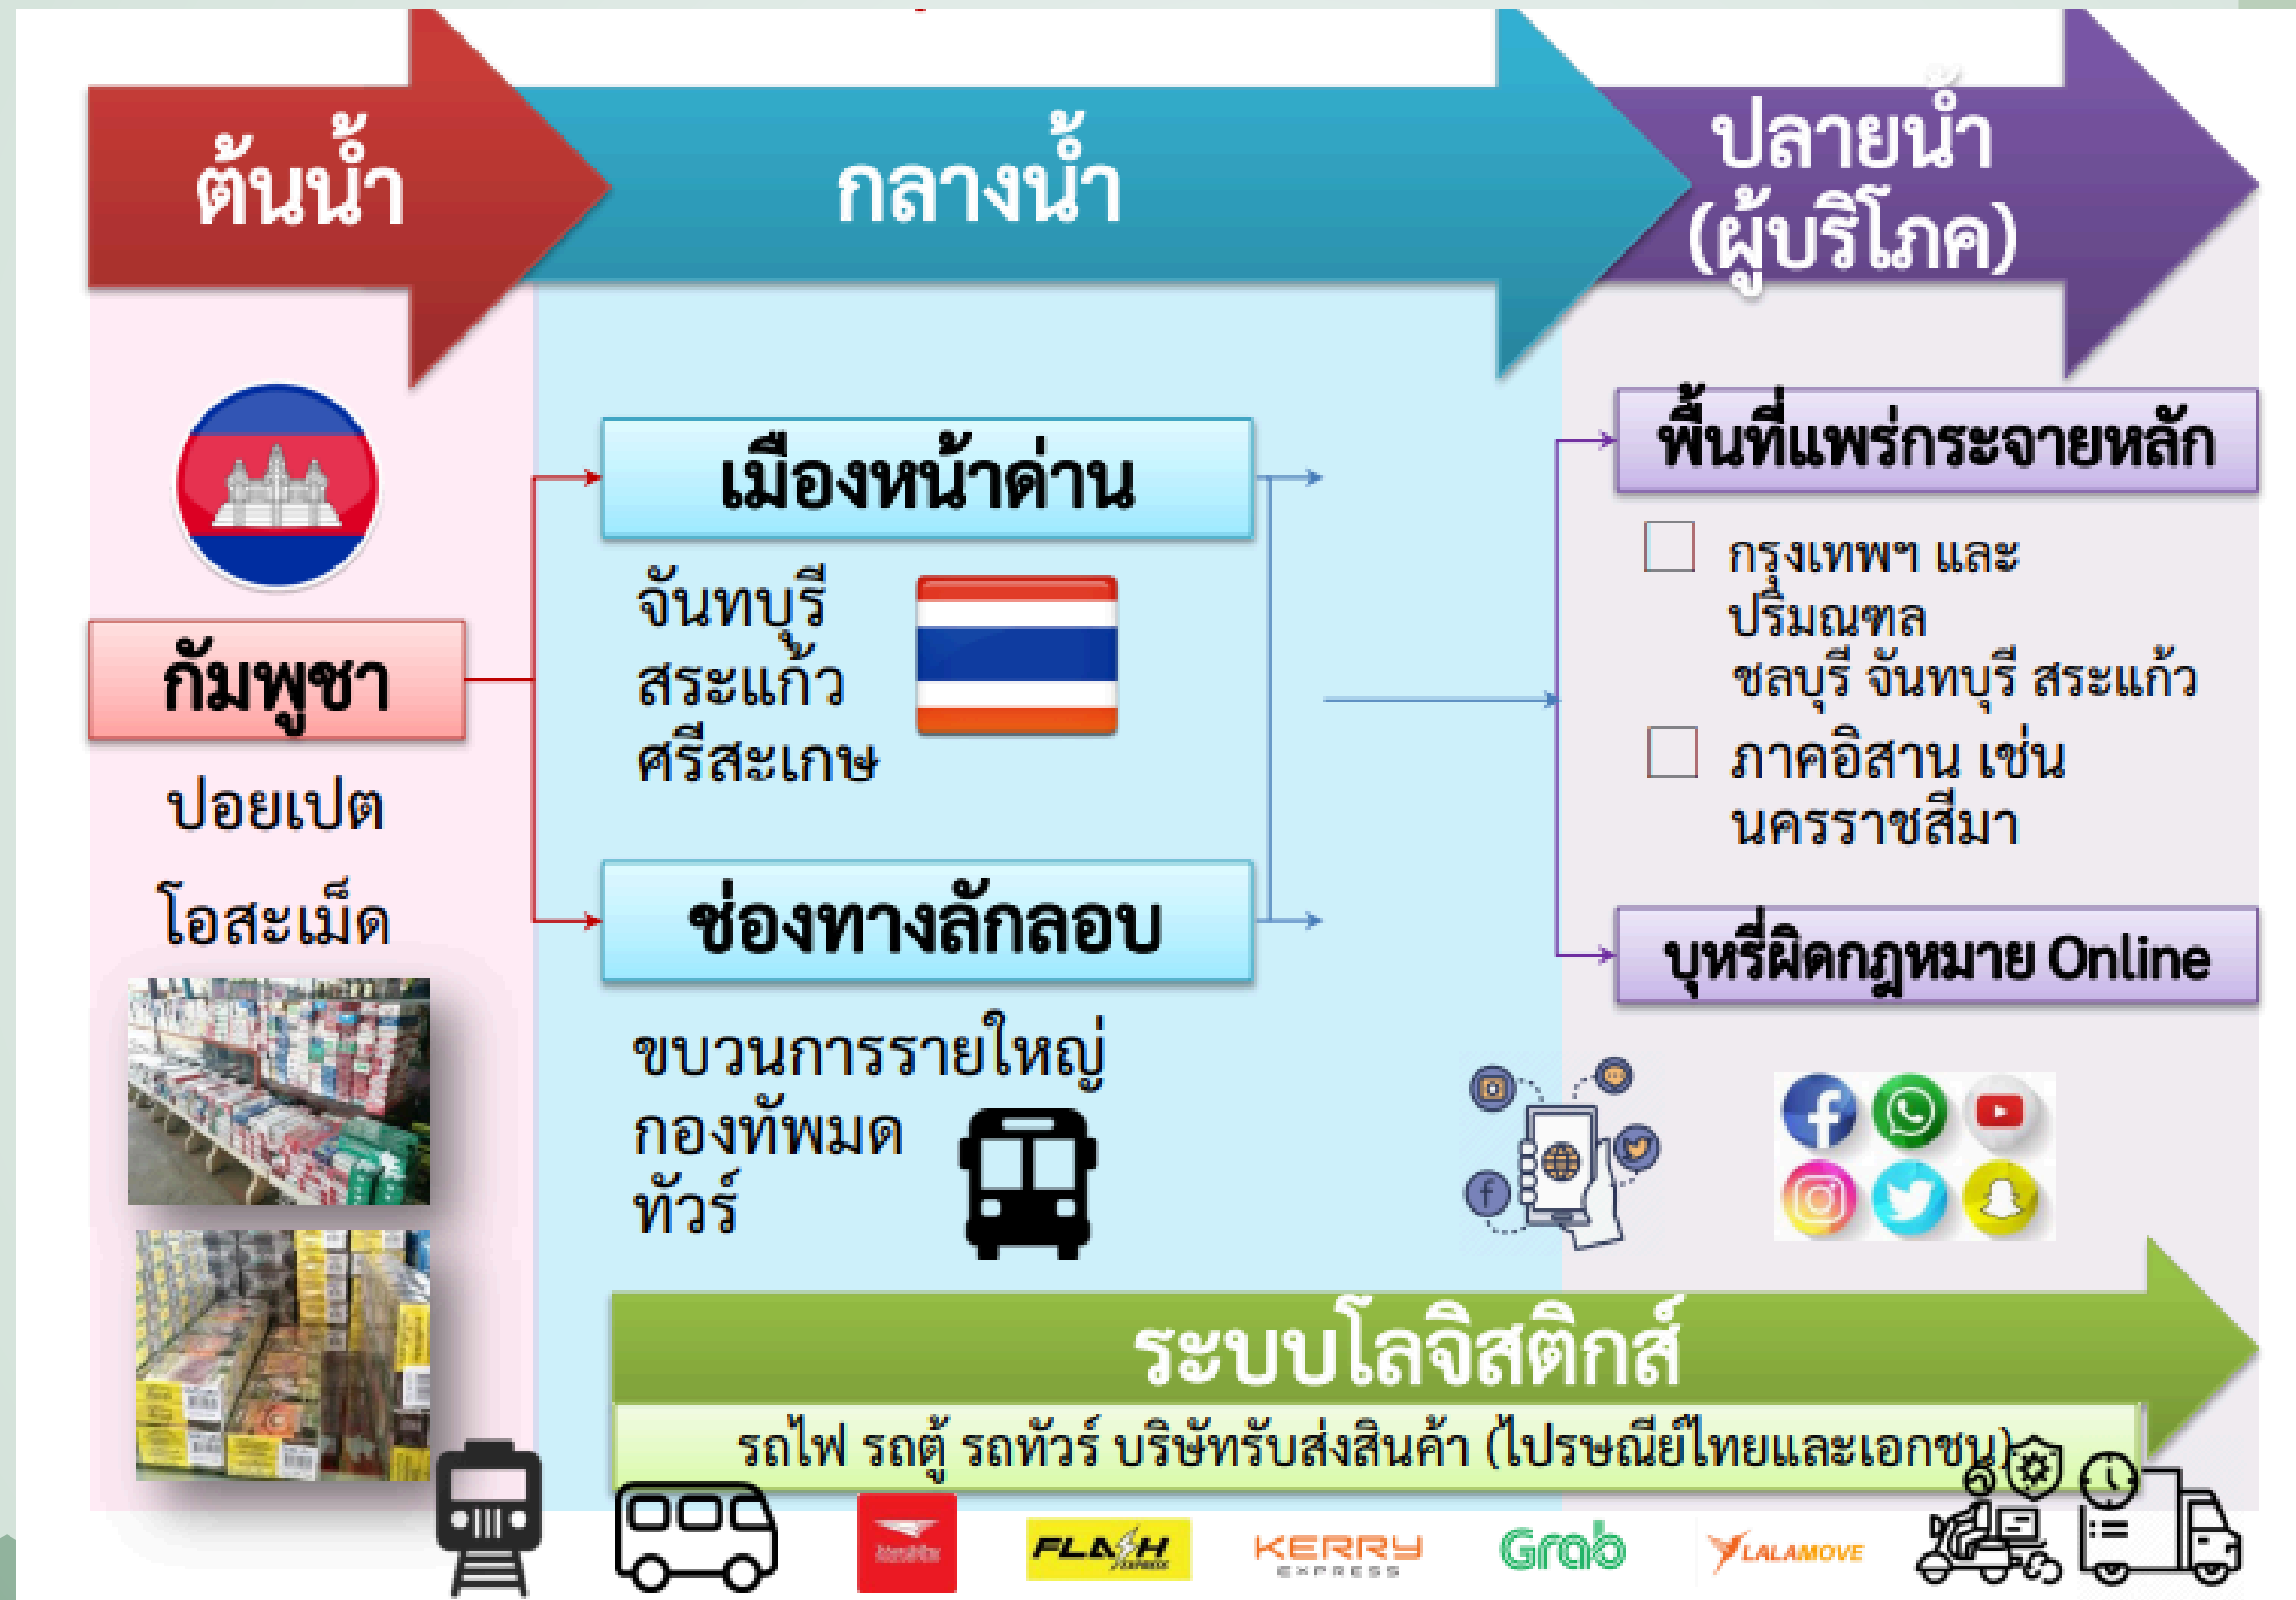 ต้นน้ำ
กลางน้ำ
ปลายน้ำ
(ผู้บริโภค)
กัมพูชา
ปอยเปต
โอสะเม็ด
เมืองหน้าด่าน
จันทบุรี
สระแก้ว
ศรีสะเกษ
ช่องทางลักลอบ
ขบวนการรายใหญ่
กองทัพมด
ทัวร์
พื้นที่แพร่กระจายหลัก
กรุงเทพฯ และ
ปริมณฑล
ชลบุรี จันทบุรี สระแก้ว
ภาคอิสาน เช่น
นครราชสีมา
บุหรี่ผิดกฎหมาย Online
ระบบโลจิสติกส์
รถไฟ รถตู้ รถทัวร์ บริษัทรับส่งสินค้า (ไปรษณีย์ไทยและเอกชน)
FLASH EXPRESS
KERRY EXPRESS
Grab
LALAMOVE